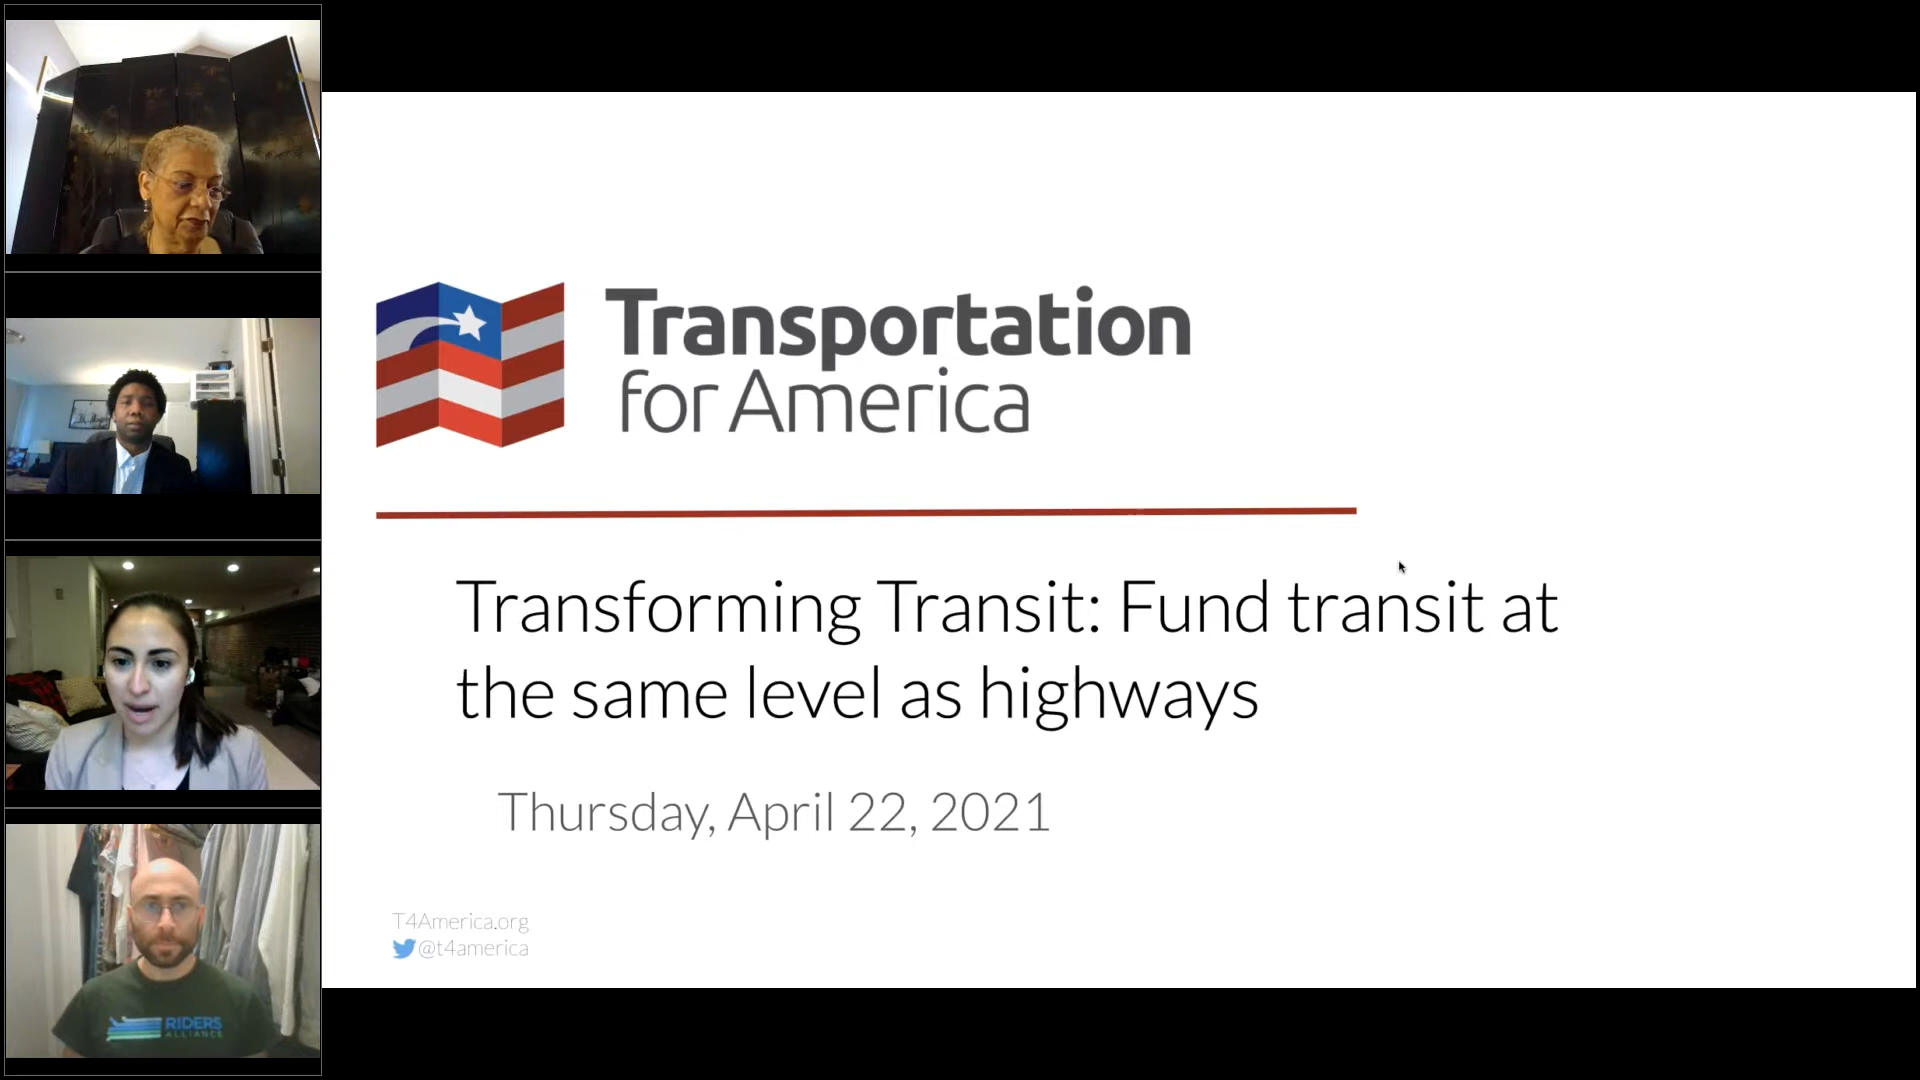 Transportation
for America
Transforming Transit: Fund transit at
the same level as highways
Thursday, April 22, 2021
T4America.org
@t4america
RIDERS
ALLIANCE